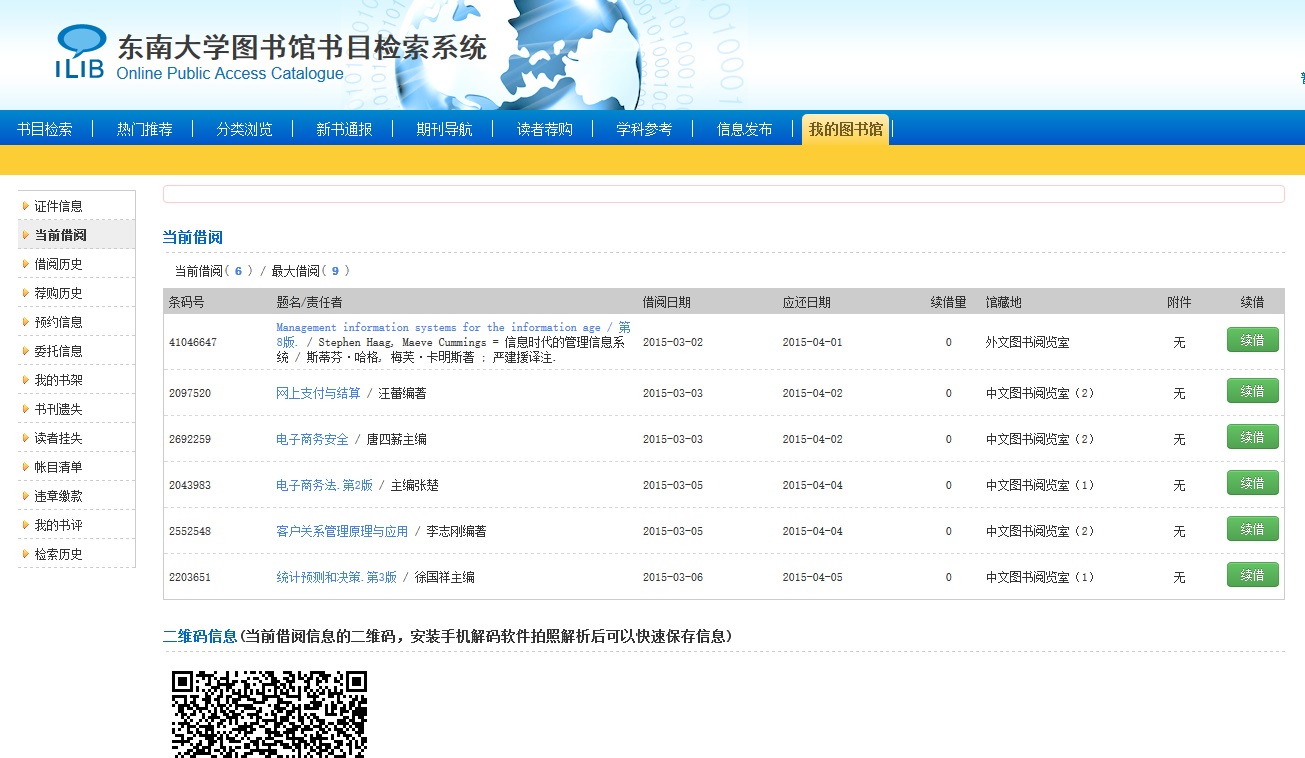 ILIB
东南大学图书馆书目检索系统
Online Public Access Catalogue
书目检索 热门推荐 分类浏览 新书通报 期刊导航 读者荐购 学科参考 信息发布 我的图书馆
证件信息
当前借阅
借阅历史
荐购历史
预约信息
委托信息
我的书架
书刊遗失
读者挂失
帐目清单
违章缴款
我的书评
检索历史
当前借阅
当前借阅( 6 ) / 最大借阅( 9 )
条码号 题名/责任者 借阅日期 应还日期 续借量 馆藏地 附件 续借
Management information systems for the information age / 第
41046647 8版. / Stephen Haag, Maeve Cummings = 信息时代的管理信息系 2015-03-02 2015-04-01 0 外文图书阅览室 无 续借
统 / 斯蒂芬·哈格, 梅芙·卡明斯著 ; 严建援译注.
2097520 网上支付与结算 / 汪蕾编著 2015-03-03 2015-04-02 0 中文图书阅览室（2） 无 续借
2692259 电子商务安全 / 唐四薪主编 2015-03-03 2015-04-02 0 中文图书阅览室（2） 无 续借
2043983 电子商务法.第2版 / 主编张楚 2015-03-05 2015-04-04 0 中文图书阅览室（1） 无 续借
2552548 客户关系管理原理与应用 / 李志刚编著 2015-03-05 2015-04-04 0 中文图书阅览室（2） 无 续借
2203651 统计预测和决策.第3版 / 徐国祥主编 2015-03-06 2015-04-05 0 中文图书阅览室（1） 无 续借
二维码信息(当前借阅信息的二维码，安装手机解码软件拍照解析后可以快速保存信息)